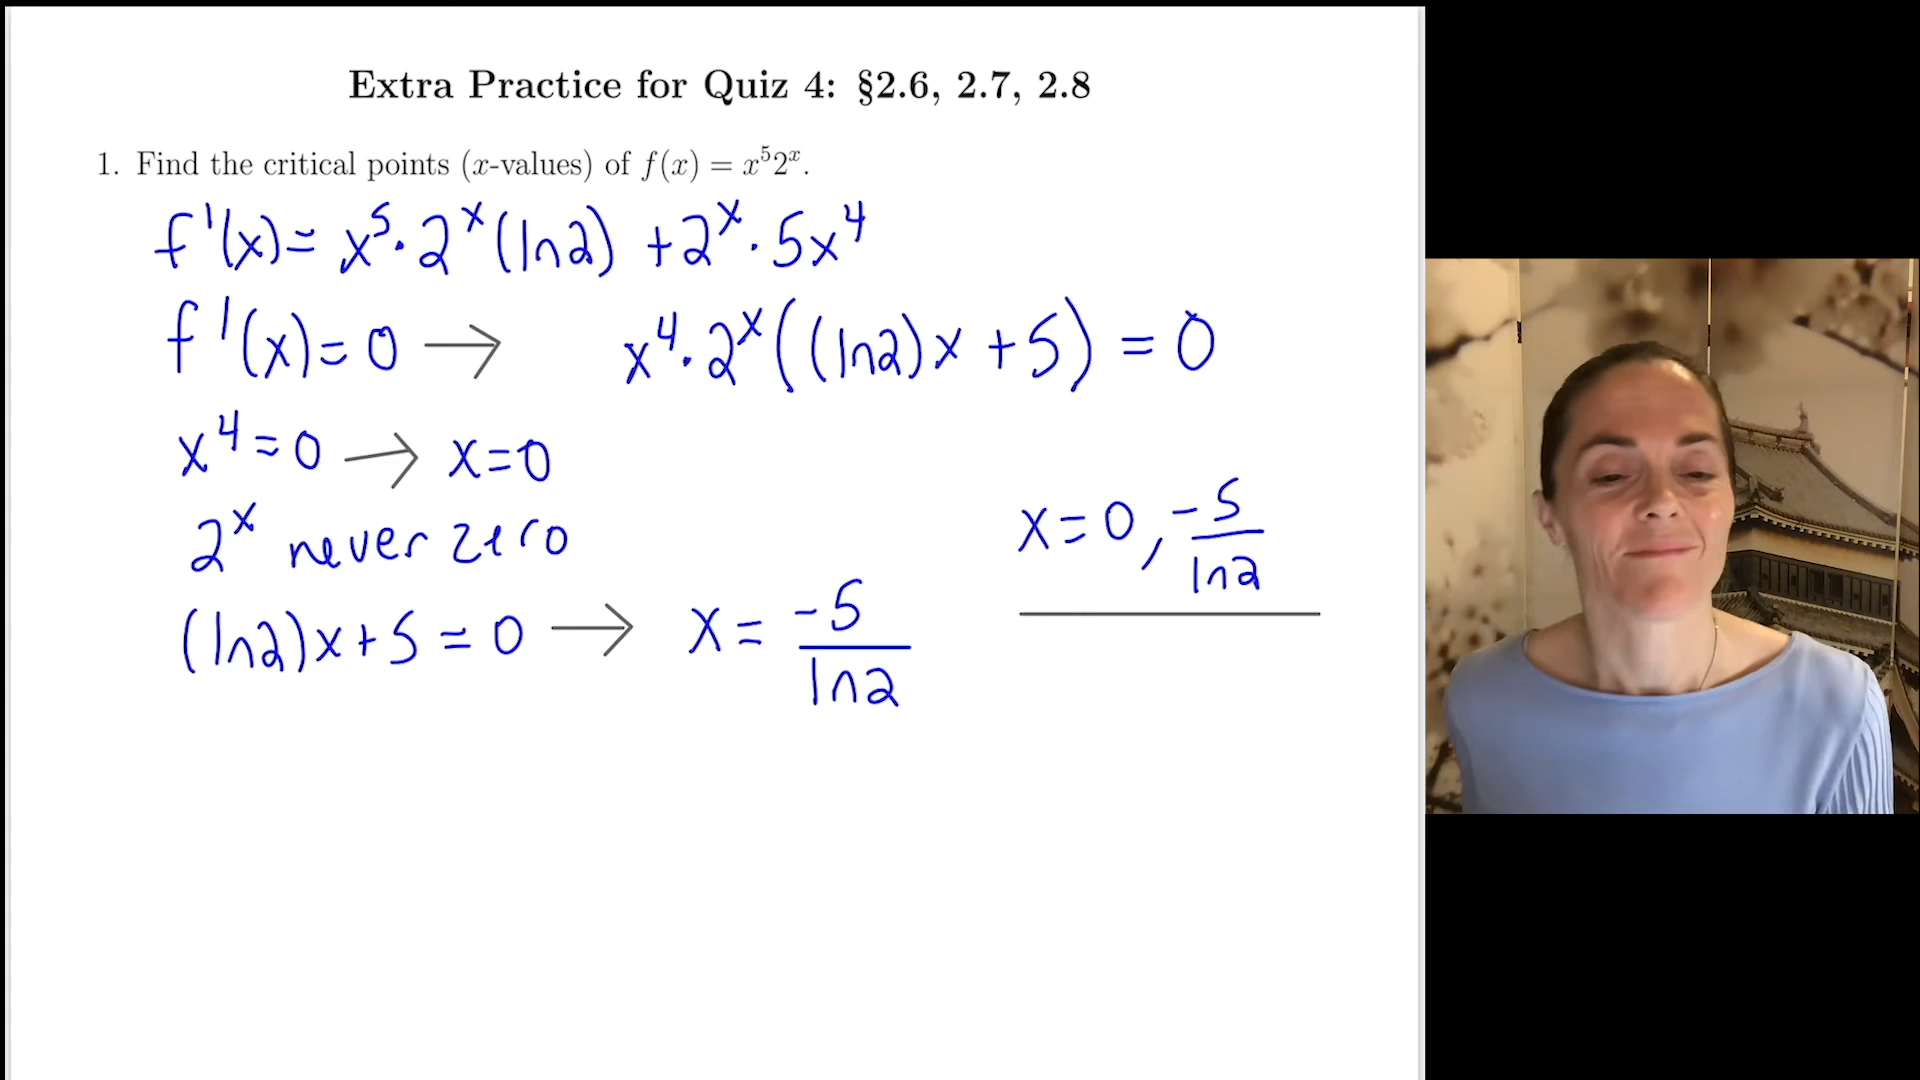 Extra Practice for Quiz 4: §2.6, 2.7, 2.8
1. Find the critical points (x-values) of f(x) = x⁵2ˣ.
f'(x) = x⁵ · 2ˣ (ln2) + 2ˣ · 5x⁴
f'(x) = 0 → x⁴ · 2ˣ ((ln2)x + 5) = 0
x⁴ = 0 → x = 0
2ˣ never zero
(ln2)x + 5 = 0 → x = -5/ln2
x = 0, -5/ln2